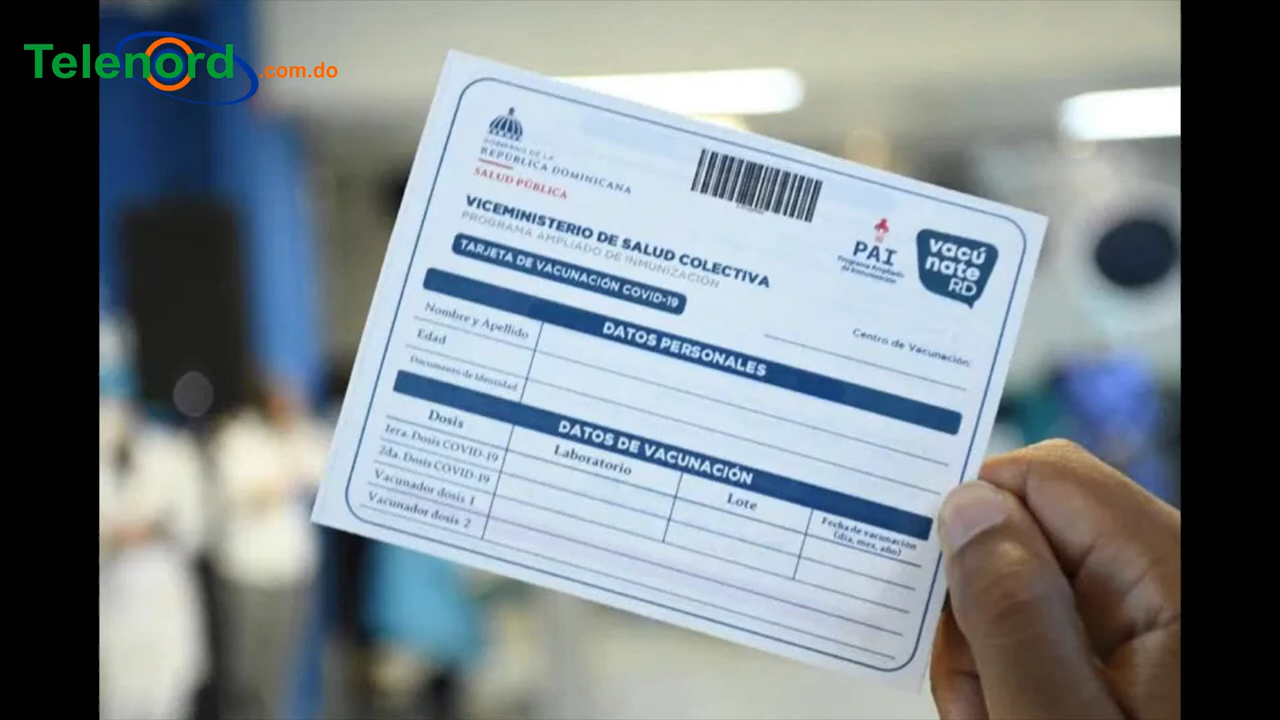 Telenord.com.do
GOBIERNO DE LA
REPÚBLICA DOMINICANA
SALUD PÚBLICA
VICEMINISTERIO DE SALUD COLECTIVA
PROGRAMA AMPLIADO DE INMUNIZACIÓN
TARJETA DE VACUNACIÓN COVID-19
PAI
Programa Ampliado
de Inmunización
vacú
nate
RD
Centro de Vacunación:
DATOS PERSONALES
Nombre y Apellido
Edad
Documento de Identidad
DATOS DE VACUNACIÓN
Dosis
Laboratorio
Lote
Fecha de vacunación
(día, mes, año)
1era. Dosis COVID-19
2da. Dosis COVID-19
Vacunador dosis 1
Vacunador dosis 2